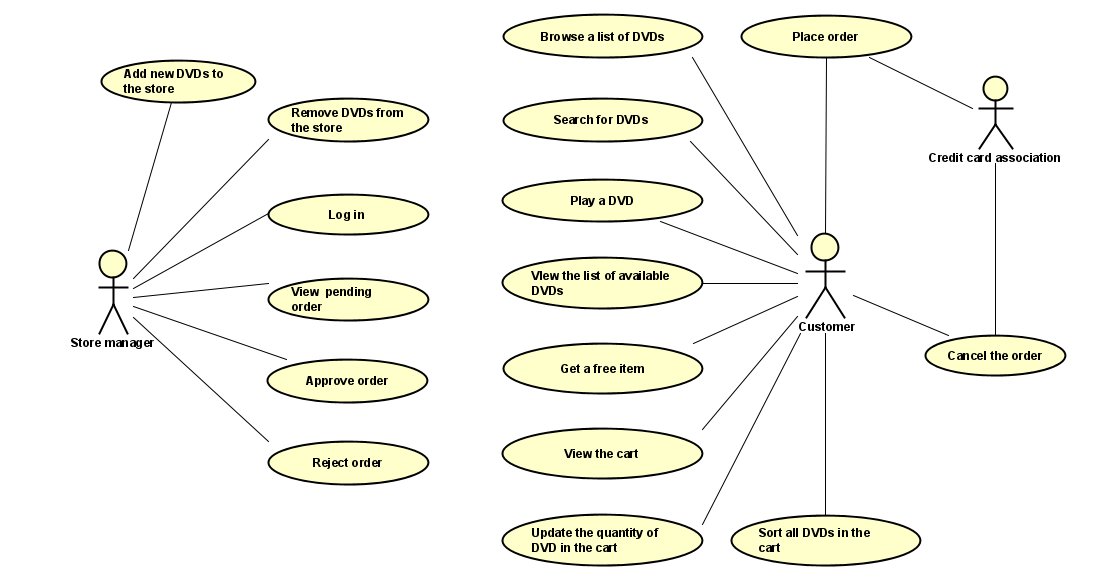 Add new DVDs to
the store
Remove DVDs from
the store
Log in
View  pending
order
Approve order
Reject order
Store manager
Browse a list of DVDs
Search for DVDs
Play a DVD
VIew the list of available
DVDs
Get a free item
View the cart
Update the quantity of
DVD in the cart
Place order
Credit card association
Customer
Cancel the order
Sort all DVDs in the
cart